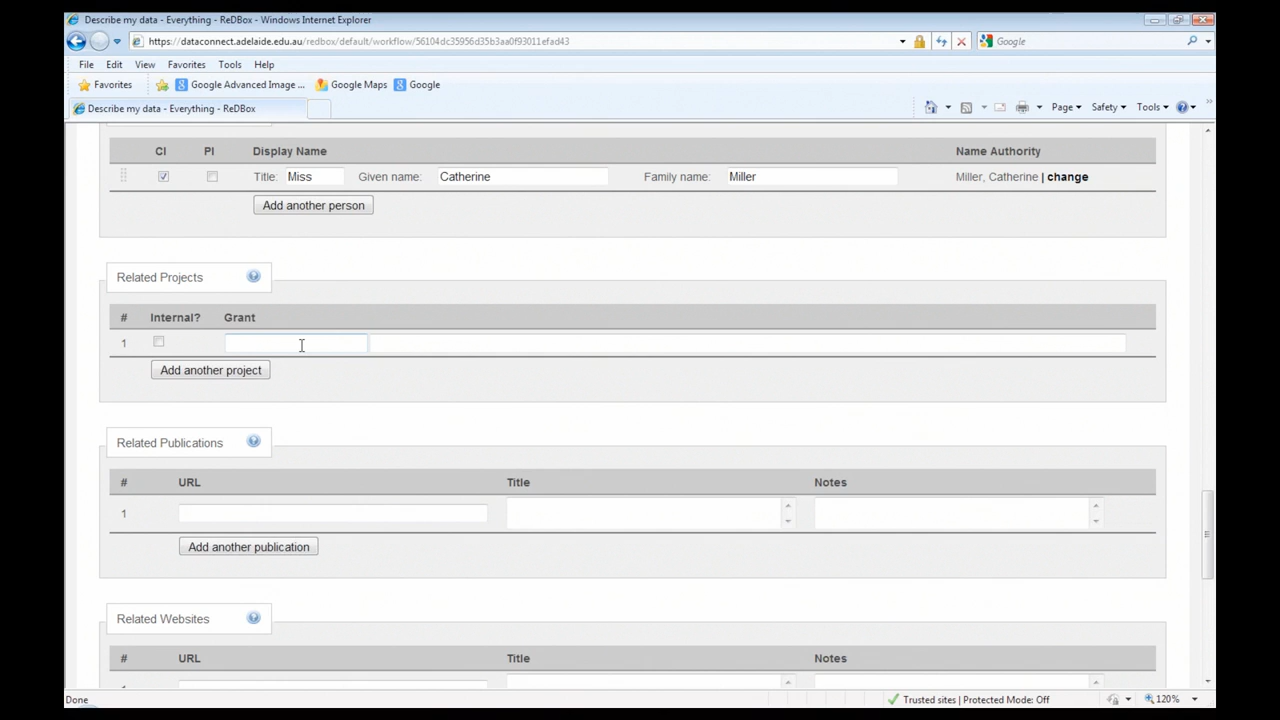 Describe my data - Everything - ReDBox - Windows Internet Explorer
https://dataconnect.adelaide.edu.au/redbox/default/workflow/56104dc35956d35b3aa0f93011efad43
Google
File Edit View Favorites Tools Help
Favorites Google Advanced Image ... Google Maps Google
Describe my data - Everything - ReDBox
Page Safety Tools
CI PI Display Name Name Authority
Title: Miss Given name: Catherine Family name: Miller Miller, Catherine | change
Add another person
Related Projects
# Internal? Grant
1
Add another project
Related Publications
# URL Title Notes
1
Add another publication
Related Websites
# URL Title Notes
Done Trusted sites | Protected Mode: Off 120%